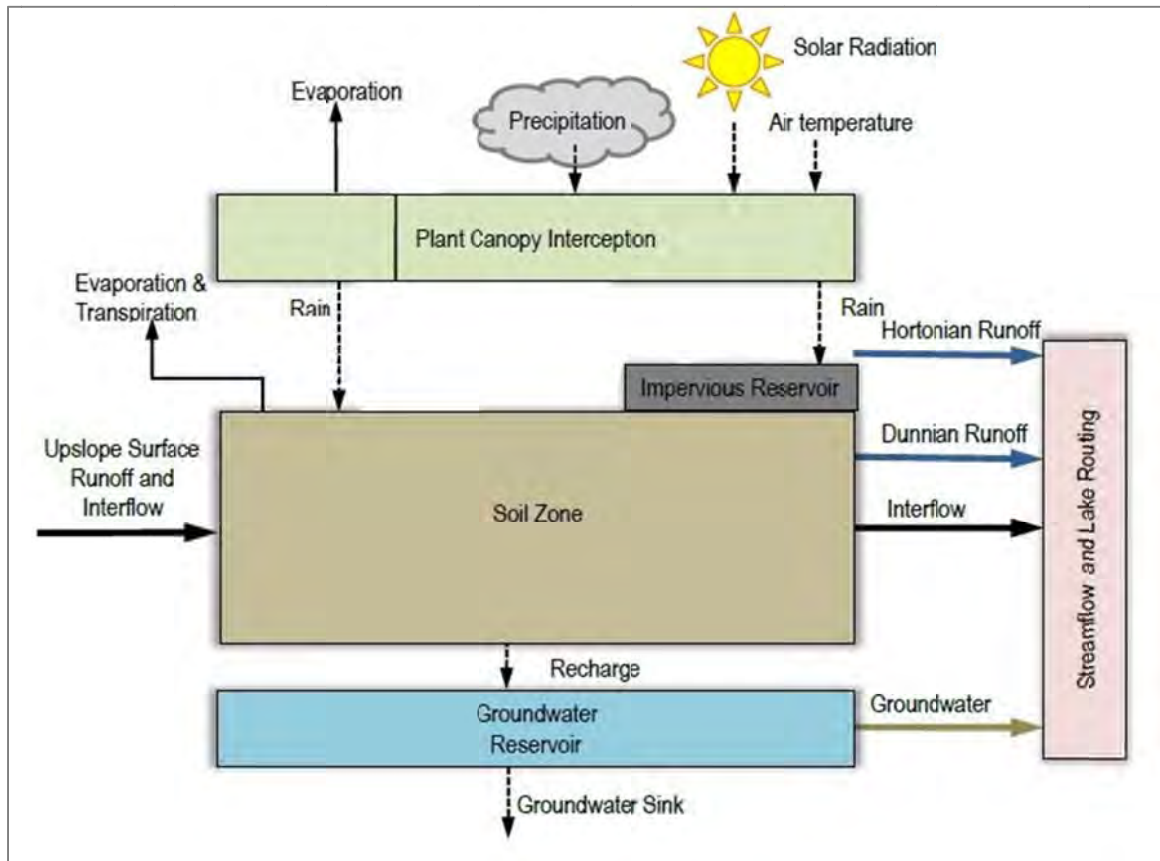 Solar Radiation
Evaporation
Precipitation
Air temperature
Plant Canopy Intercepton
Evaporation &
Transpiration
Rain
Rain
Hortonian Runoff
Impervious Reservoir
Upslope Surface
Runoff and
Interflow
Dunnian Runoff
Soil Zone
Interflow
Streamflow and Lake Routing
Recharge
Groundwater
Reservoir
Groundwater
Groundwater Sink